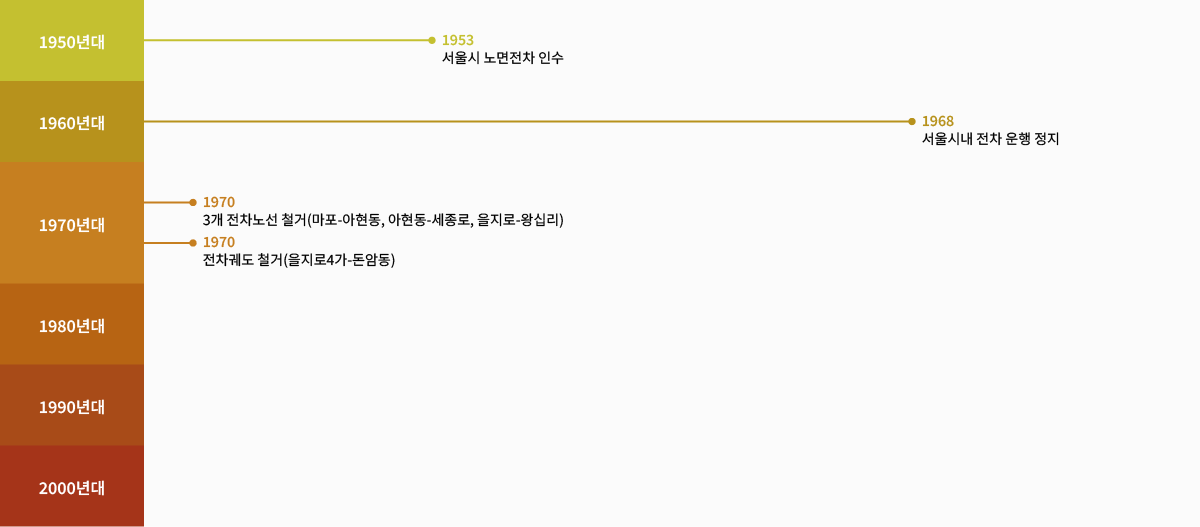 1950년대
1953
서울시 노면전차 인수
1960년대
1968
서울시내 전차 운행 정지
1970년대
1970
3개 전차노선 철거(마포-아현동, 아현동-세종로, 을지로-왕십리)
1970
전차궤도 철거(을지로4가-돈암동)
1980년대
1990년대
2000년대